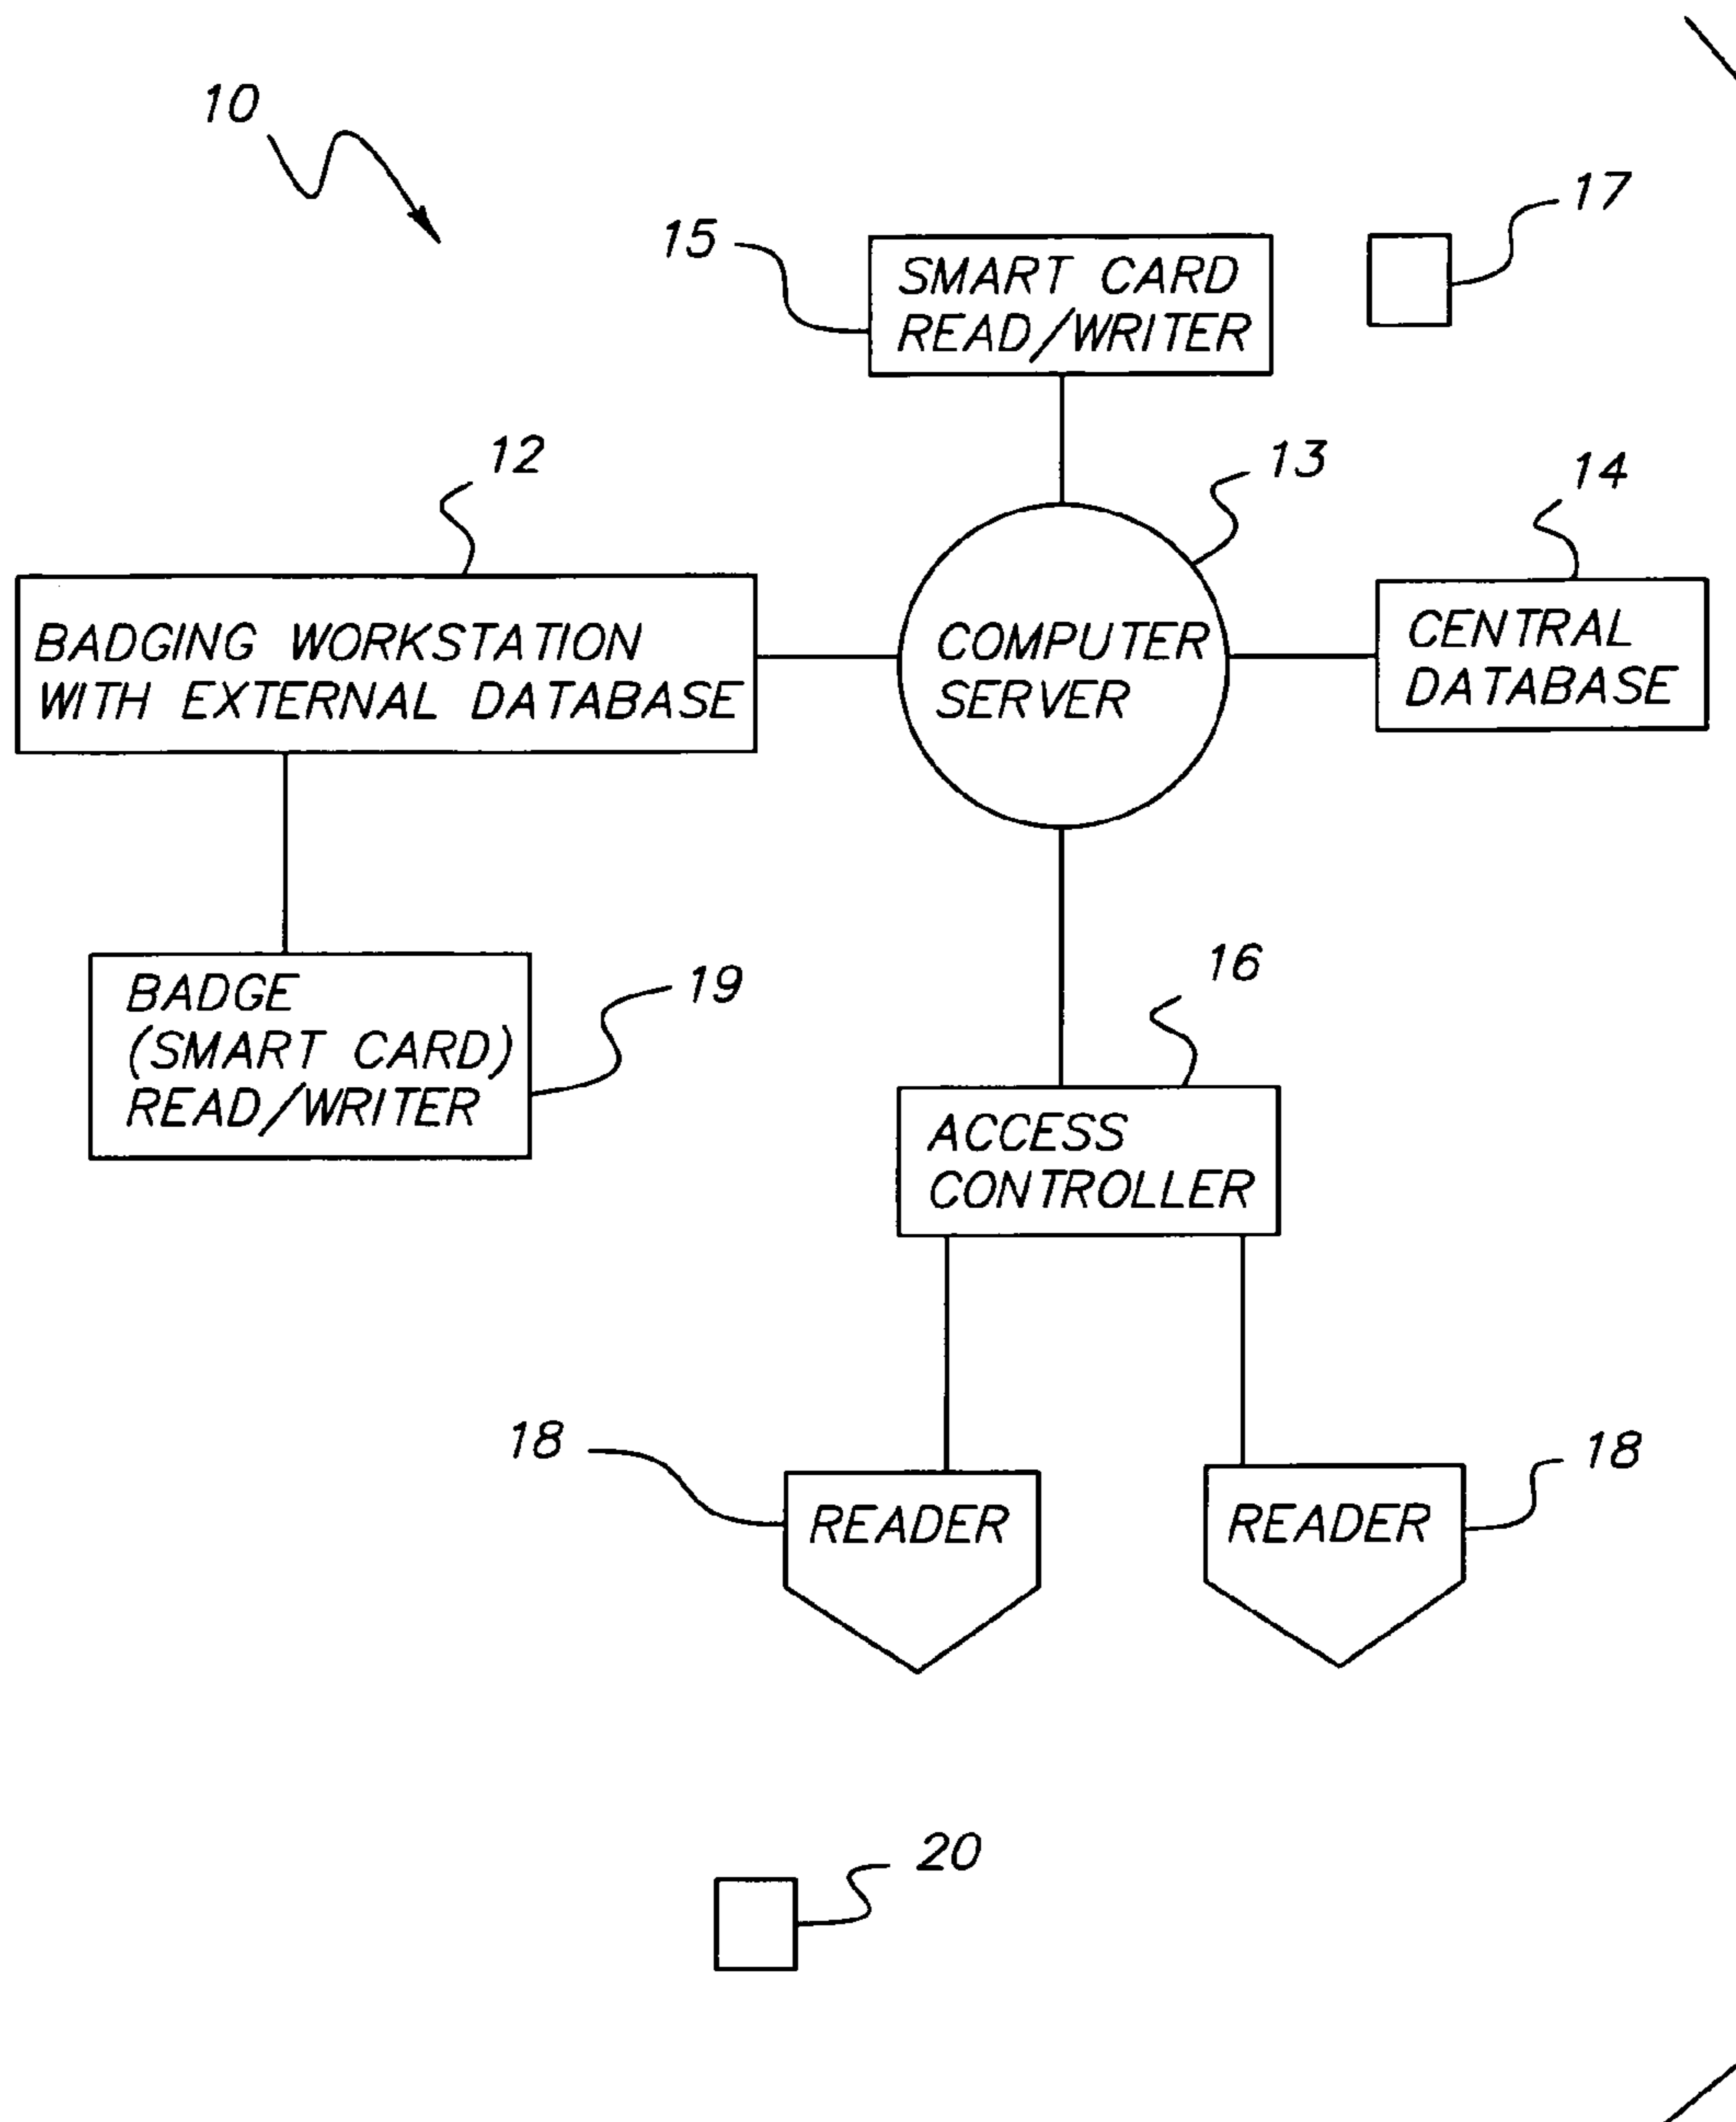 10
17
15
SMART CARD
READ/WRITER
12
13
14
BADGING WORKSTATION
WITH EXTERNAL DATABASE
COMPUTER
SERVER
CENTRAL
DATABASE
BADGE
(SMART CARD)
READ/WRITER
19
16
ACCESS
CONTROLLER
18
READER
READER
18
20